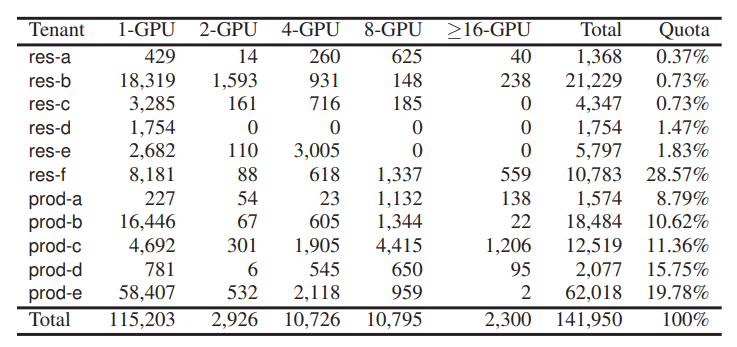 Tenant 1-GPU 2-GPU 4-GPU 8-GPU ≥16-GPU Total Quota
res-a 429 14 260 625 40 1,368 0.37%
res-b 18,319 1,593 931 148 238 21,229 0.73%
res-c 3,285 161 716 185 0 4,347 0.73%
res-d 1,754 0 0 0 0 1,754 1.47%
res-e 2,682 110 3,005 0 0 5,797 1.83%
res-f 8,181 88 618 1,337 559 10,783 28.57%
prod-a 227 54 23 1,132 138 1,574 8.79%
prod-b 16,446 67 605 1,344 22 18,484 10.62%
prod-c 4,692 301 1,905 4,415 1,206 12,519 11.36%
prod-d 781 6 545 650 95 2,077 15.75%
prod-e 58,407 532 2,118 959 2 62,018 19.78%
Total 115,203 2,926 10,726 10,795 2,300 141,950 100%